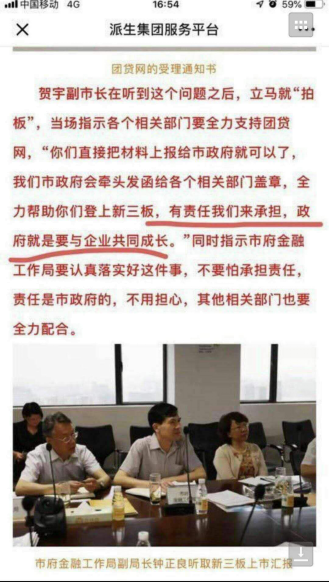 中国移动 4G 16:54 59%
派生集团服务平台
团贷网的受理通知书
贺宇副市长在听到这个问题之后,立马就“拍
板”,当场指示各个相关部门要全力支持团贷
网,“你们直接把材料上报给市政府就可以了,
我们市政府会牵头发函给各个相关部门盖章,全
力帮助你们登上新三板,有责任我们来承担,政
府就是要与企业共同成长。”同时指示市府金融
工作局要认真落实好这件事,不要怕承担责任,
责任是市政府的,不用担心,其他相关部门也要
全力配合。
市府金融工作局副局长钟正良听取新三板上市汇报